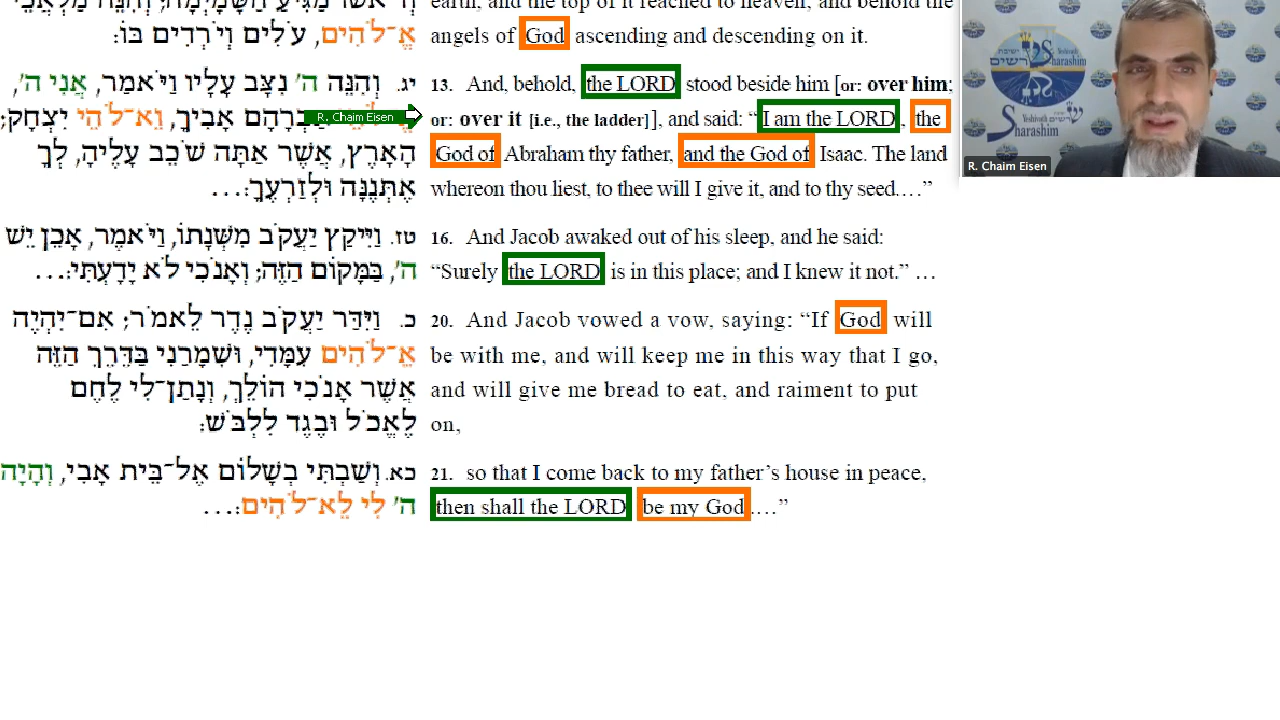 אֱ־לֹהִים, עֹלִים וְיֹרְדִים בּוֹ׃
יג. וְהִנֵּה ה' נִצָּב עָלָיו וַיֹּאמַר, אֲנִי ה',
אַבְרָהָם אָבִיךָ, וֵא־לֹהֵי יִצְחָק;
הָאָרֶץ, אֲשֶׁר אַתָּה שֹׁכֵב עָלֶיהָ, לְךָ
אֶתְּנֶנָּה וּלְזַרְעֶךָ׃...
טז. וַיִּיקַץ יַעֲקֹב מִשְּׁנָתוֹ, וַיֹּאמֶר, אָכֵן יֵשׁ
ה', בַּמָּקוֹם הַזֶּה; וְאָנֹכִי לֹא יָדָעְתִּי׃...
כ. וַיִּדַּר יַעֲקֹב נֶדֶר לֵאמֹר; אִם־יִהְיֶה
אֱ־לֹהִים עִמָּדִי, וּשְׁמָרַנִי בַּדֶּרֶךְ הַזֶּה
אֲשֶׁר אָנֹכִי הוֹלֵךְ, וְנָתַן־לִי לֶחֶם
לֶאֱכֹל וּבֶגֶד לִלְבֹּשׁ׃
כא. וְשַׁבְתִּי בְשָׁלוֹם אֶל־בֵּית אָבִי, וְהָיָה
ה' לִי לֵא־לֹהִים׃...
earth, and the top of it reached to heaven, and behold the
angels of God ascending and descending on it.
13. And, behold, the LORD stood beside him [or: over him;
or: over it [i.e., the ladder]], and said: “I am the LORD, the
God of Abraham thy father, and the God of Isaac. The land
whereon thou liest, to thee will I give it, and to thy seed.…”
16. And Jacob awaked out of his sleep, and he said:
“Surely the LORD is in this place; and I knew it not.” …
20. And Jacob vowed a vow, saying: “If God will
be with me, and will keep me in this way that I go,
and will give me bread to eat, and raiment to put
on,
21. so that I come back to my father’s house in peace,
then shall the LORD be my God.…”
R. Chaim Eisen
Yeshivath
Sharashim
R. Chaim Eisen